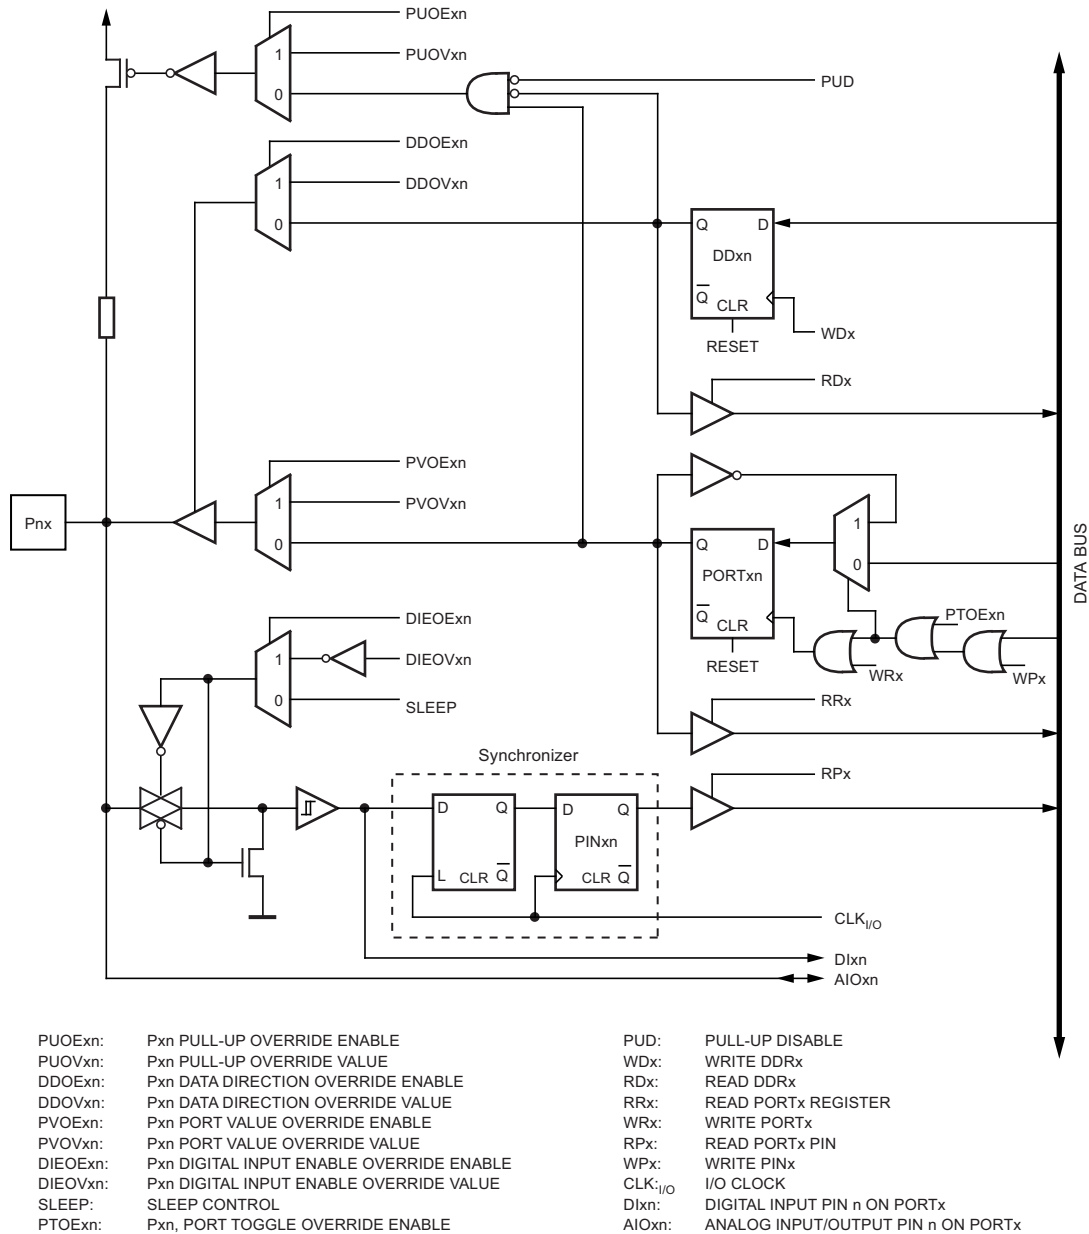 PUOExn
PUOVxn
1
0
PUD
DDOExn
DDOVxn
1
0
Q D
DDxn
Q
CLR
RESET
WDx
RDx
PVOExn
PVOVxn
1
0
Pnx
Q D
PORTxn
Q
CLR
RESET
1
0
PTOExn
WRx
WPx
DATA BUS
DIEOExn
DIEOVxn
1
0
SLEEP
RRx
Synchronizer
RPx
D Q
L CLR Q
D Q
PINxn
CLR Q
CLKI/O
DIxn
AIOxn
PUOExn: Pxn PULL-UP OVERRIDE ENABLE
PUOVxn: Pxn PULL-UP OVERRIDE VALUE
DDOExn: Pxn DATA DIRECTION OVERRIDE ENABLE
DDOVxn: Pxn DATA DIRECTION OVERRIDE VALUE
PVOExn: Pxn PORT VALUE OVERRIDE ENABLE
PVOVxn: Pxn PORT VALUE OVERRIDE VALUE
DIEOExn: Pxn DIGITAL INPUT ENABLE OVERRIDE ENABLE
DIEOVxn: Pxn DIGITAL INPUT ENABLE OVERRIDE VALUE
SLEEP: SLEEP CONTROL
PTOExn: Pxn, PORT TOGGLE OVERRIDE ENABLE
PUD: PULL-UP DISABLE
WDx: WRITE DDRx
RDx: READ DDRx
RRx: READ PORTx REGISTER
WRx: WRITE PORTx
RPx: READ PORTx PIN
WPx: WRITE PINx
CLK:I/O I/O CLOCK
DIxn: DIGITAL INPUT PIN n ON PORTx
AIOxn: ANALOG INPUT/OUTPUT PIN n ON PORTx